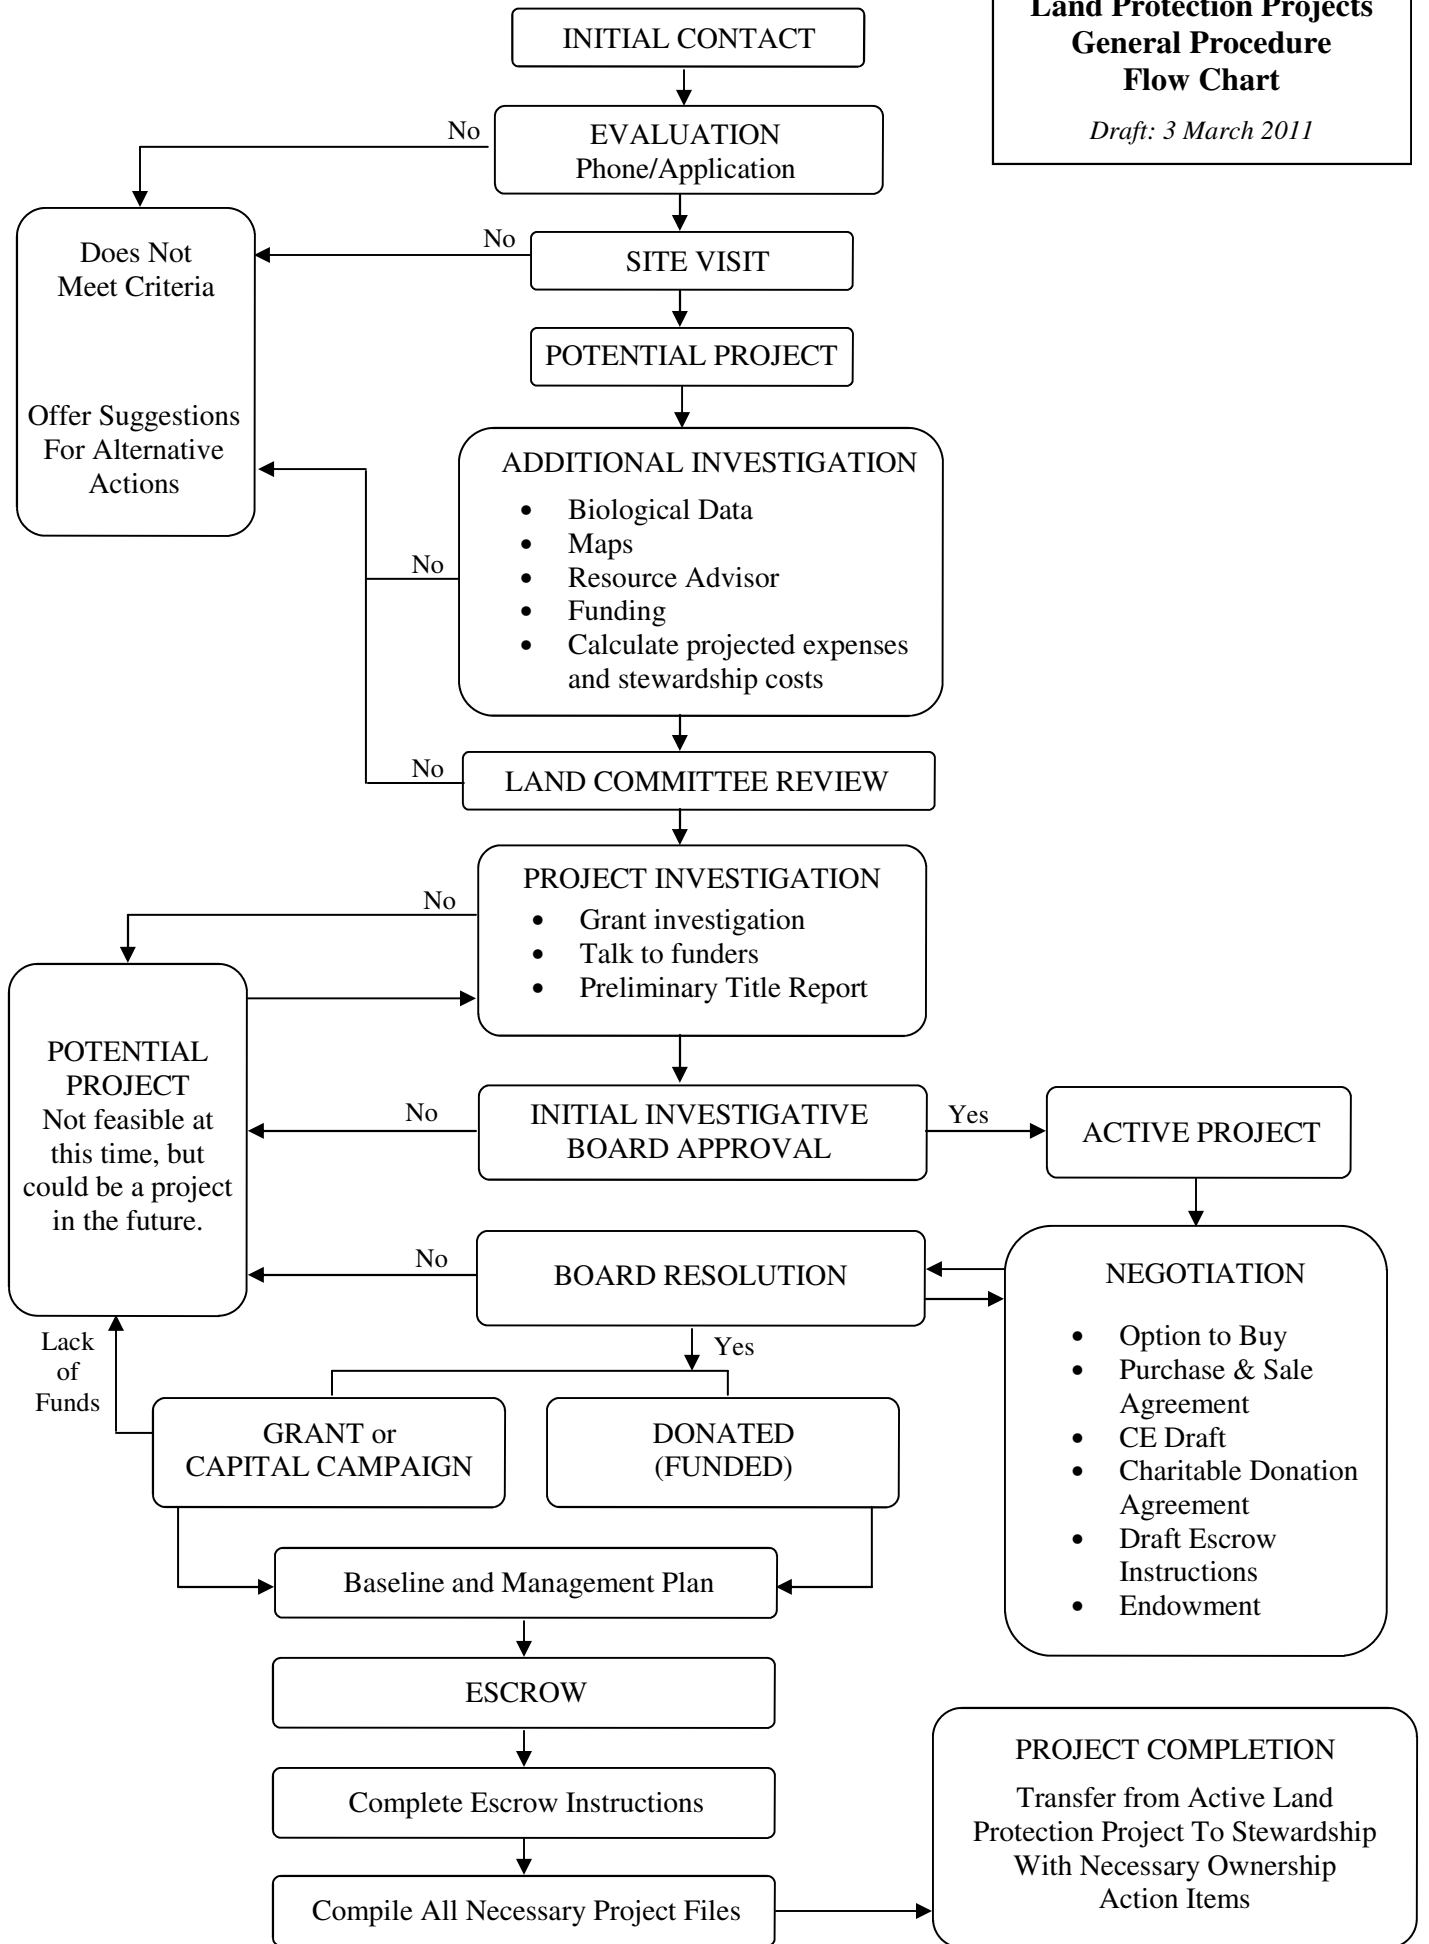 Land Protection Projects
General Procedure
Flow Chart
Draft: 3 March 2011
INITIAL CONTACT
No
EVALUATION
Phone/Application
Does Not
Meet Criteria
Offer Suggestions
For Alternative
Actions
No
SITE VISIT
POTENTIAL PROJECT
ADDITIONAL INVESTIGATION
• Biological Data
• Maps
• Resource Advisor
• Funding
• Calculate projected expenses
and stewardship costs
No
No
LAND COMMITTEE REVIEW
PROJECT INVESTIGATION
• Grant investigation
• Talk to funders
• Preliminary Title Report
No
POTENTIAL
PROJECT
Not feasible at
this time, but
could be a project
in the future.
No
INITIAL INVESTIGATIVE
BOARD APPROVAL
Yes
ACTIVE PROJECT
No
BOARD RESOLUTION
NEGOTIATION
• Option to Buy
• Purchase & Sale
Agreement
• CE Draft
• Charitable Donation
Agreement
• Draft Escrow
Instructions
• Endowment
Lack
of
Funds
Yes
GRANT or
CAPITAL CAMPAIGN
DONATED
(FUNDED)
Baseline and Management Plan
ESCROW
Complete Escrow Instructions
Compile All Necessary Project Files
PROJECT COMPLETION
Transfer from Active Land
Protection Project To Stewardship
With Necessary Ownership
Action Items